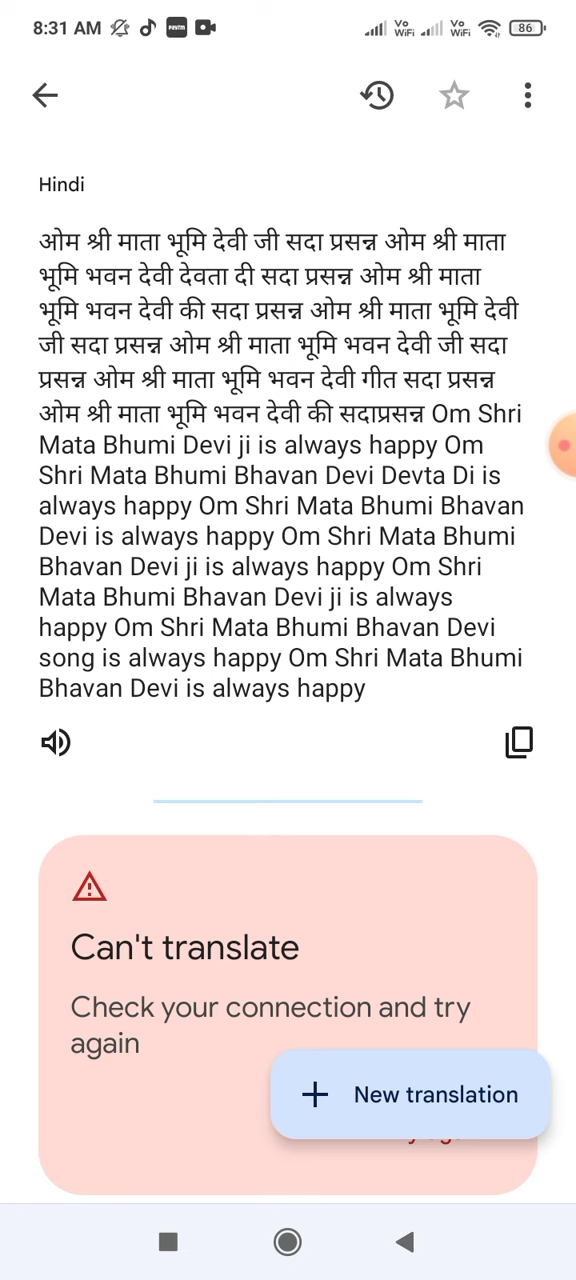 8:31 AM
Paytm
Vo WiFi
Vo WiFi
86
Hindi
ओम श्री माता भूमि देवी जी सदा प्रसन्न ओम श्री माता
भूमि भवन देवी देवता दी सदा प्रसन्न ओम श्री माता
भूमि भवन देवी की सदा प्रसन्न ओम श्री माता भूमि देवी
जी सदा प्रसन्न ओम श्री माता भूमि भवन देवी जी सदा
प्रसन्न ओम श्री माता भूमि भवन देवी गीत सदा प्रसन्न
ओम श्री माता भूमि भवन देवी की सदाप्रसन्न Om Shri
Mata Bhumi Devi ji is always happy Om
Shri Mata Bhumi Bhavan Devi Devta Di is
always happy Om Shri Mata Bhumi Bhavan
Devi is always happy Om Shri Mata Bhumi
Bhavan Devi ji is always happy Om Shri
Mata Bhumi Bhavan Devi ji is always
happy Om Shri Mata Bhumi Bhavan Devi
song is always happy Om Shri Mata Bhumi
Bhavan Devi is always happy
Can't translate
Check your connection and try
again
New translation